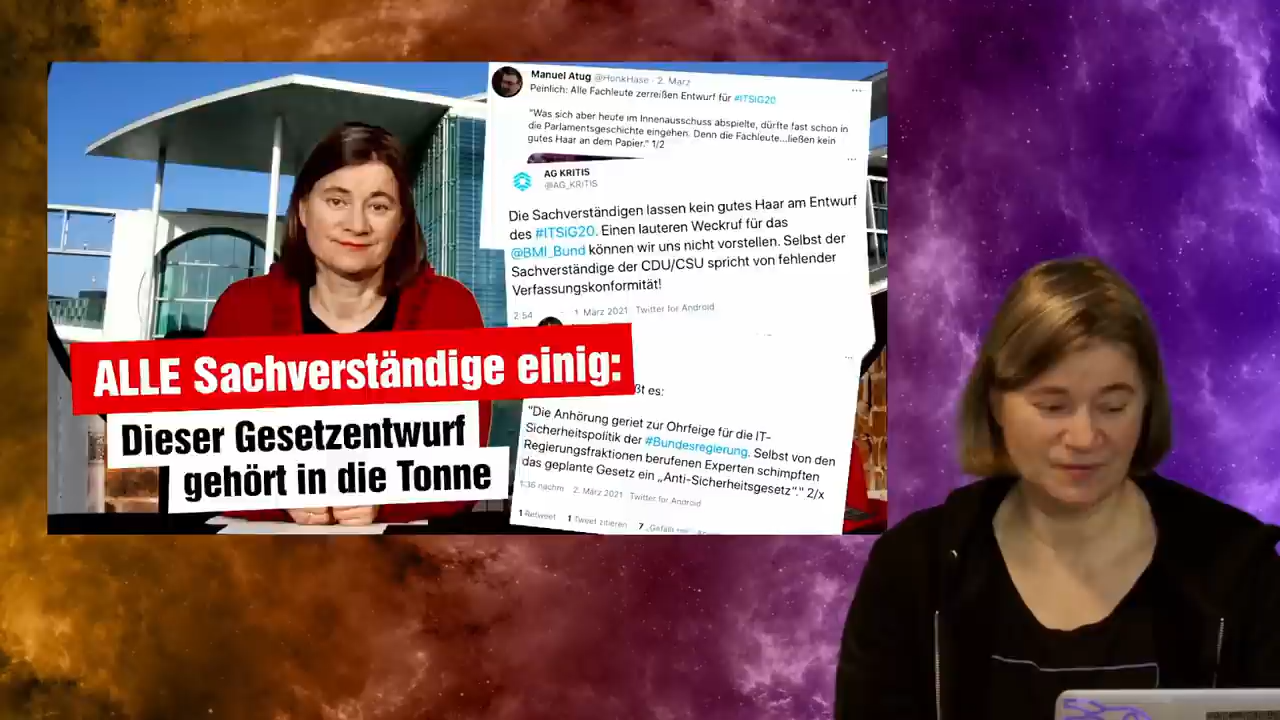 Manuel Atug @HonkHase · 2. März
Peinlich: Alle Fachleute zerreißen Entwurf für #ITSiG20
"Was sich aber heute im Innenausschuss abspielte, dürfte fast schon in
die Parlamentsgeschichte eingehen. Denn die Fachleute...ließen kein
gutes Haar an dem Papier." 1/2
AG KRITIS
@AG_KRITIS
Die Sachverständigen lassen kein gutes Haar am Entwurf
des #ITSiG20. Einen lauteren Weckruf für das
@BMI_Bund können wir uns nicht vorstellen. Selbst der
Sachverständige der CDU/CSU spricht von fehlender
Verfassungskonformität!
2:54
1. März 2021 Twitter for Android
ALLE Sachverständige einig:
Dieser Gesetzentwurf
gehört in die Tonne
ßt es:
"Die Anhörung geriet zur Ohrfeige für die IT-
Sicherheitspolitik der #Bundesregierung. Selbst von den
Regierungsfraktionen berufenen Experten schimpften
das geplante Gesetz ein „Anti-Sicherheitsgesetz"." 2/x
1:36 nachm · 2. März 2021 Twitter for Android
1 Retweet 1 Tweet zitieren 7